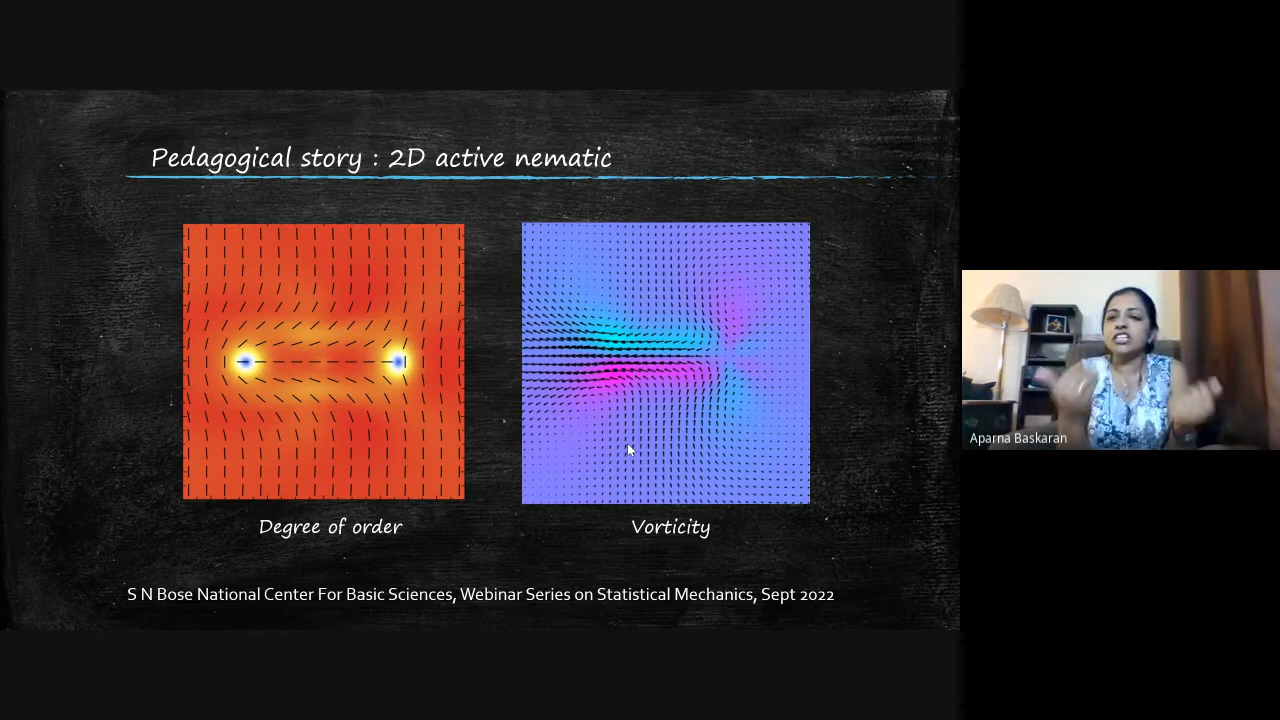 Pedagogical story : 2D active nematic
Degree of order
Vorticity
S N Bose National Center For Basic Sciences, Webinar Series on Statistical Mechanics, Sept 2022
Aparna Baskaran